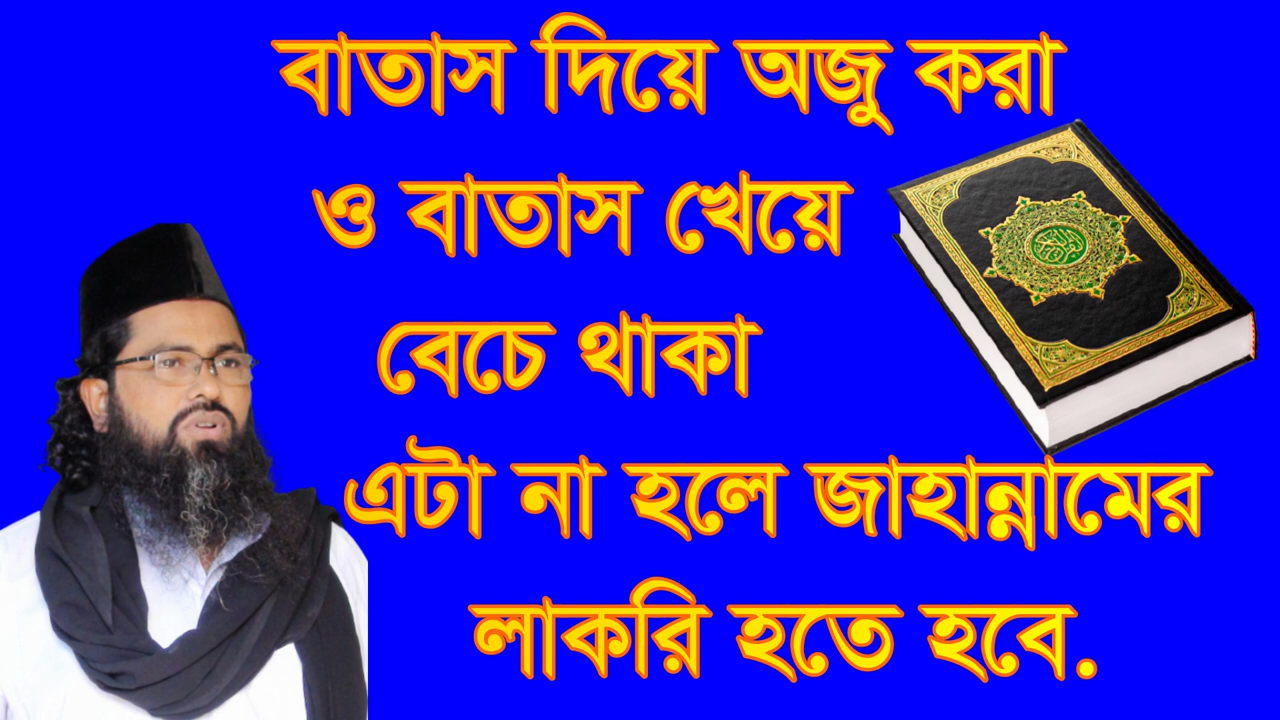 বাতাস দিয়ে অজু করা
ও বাতাস খেয়ে
বেচে থাকা
এটা না হলে জাহান্নামের
লাকরি হতে হবে.